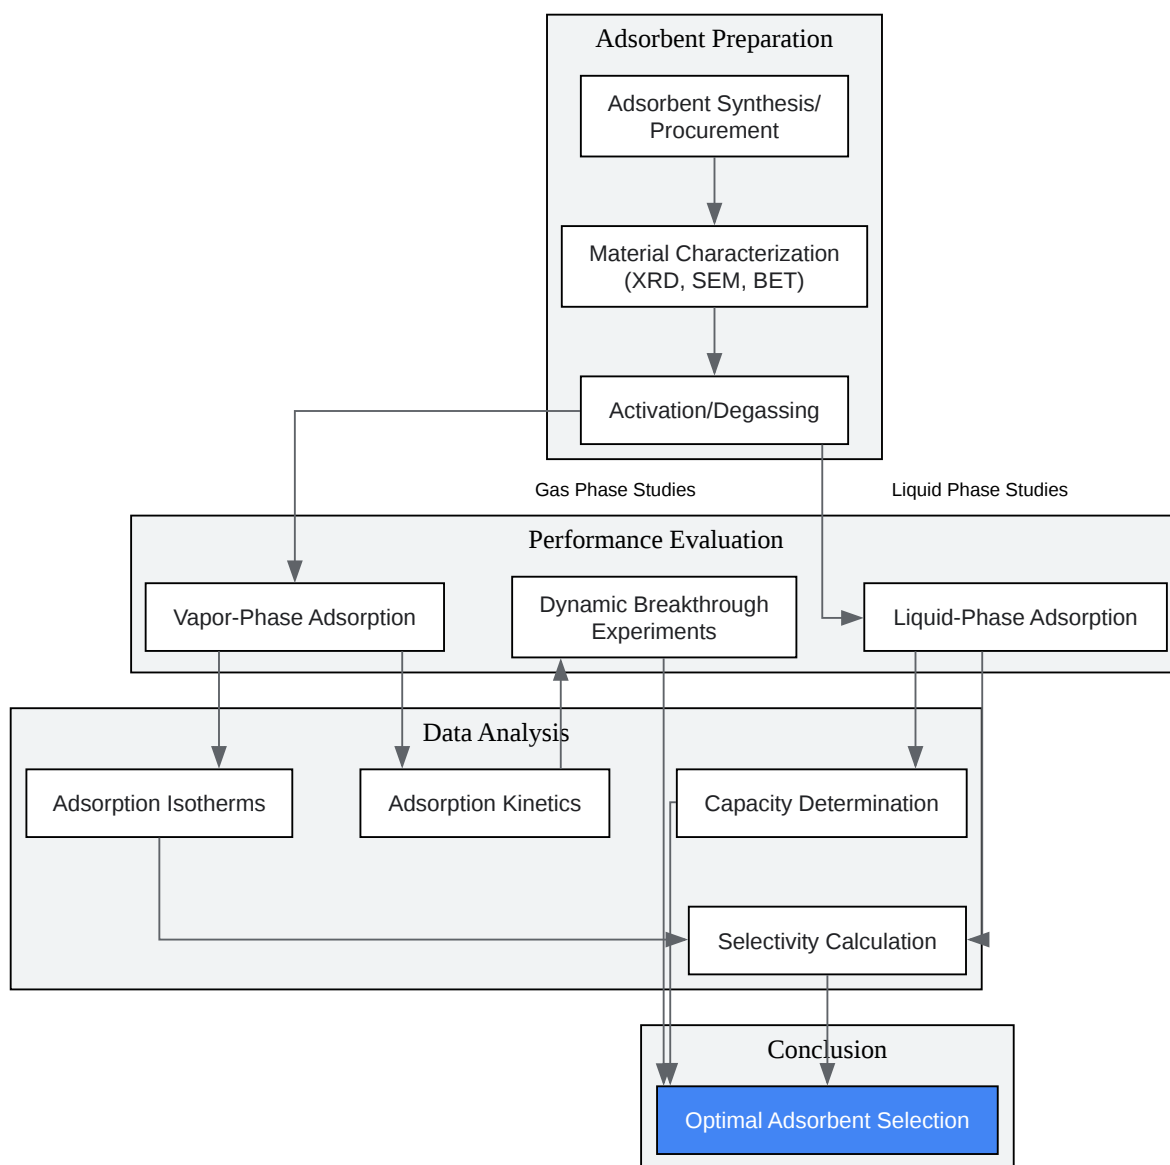 Adsorbent Preparation
Adsorbent Synthesis/
Procurement
Material Characterization
(XRD, SEM, BET)
Activation/Degassing
Gas Phase Studies
Liquid Phase Studies
Performance Evaluation
Vapor-Phase Adsorption
Dynamic Breakthrough
Experiments
Liquid-Phase Adsorption
Data Analysis
Adsorption Isotherms
Adsorption Kinetics
Capacity Determination
Selectivity Calculation
Conclusion
Optimal Adsorbent Selection